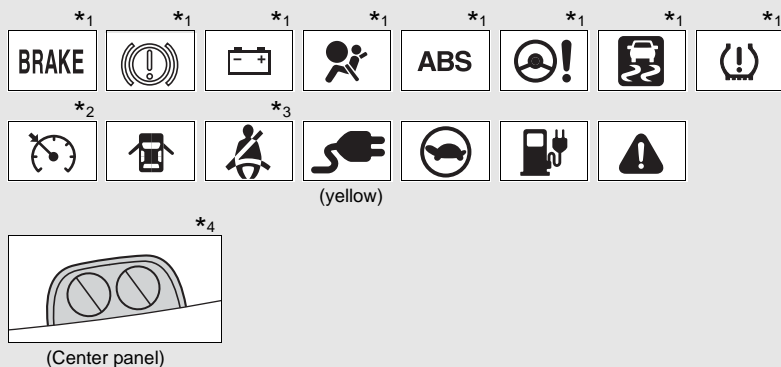 *1 *1 *1 *1 *1 *1 *1 *1
BRAKE ! - + ABS ! (!)
*2 *3
!
(yellow)
*4
(Center panel)